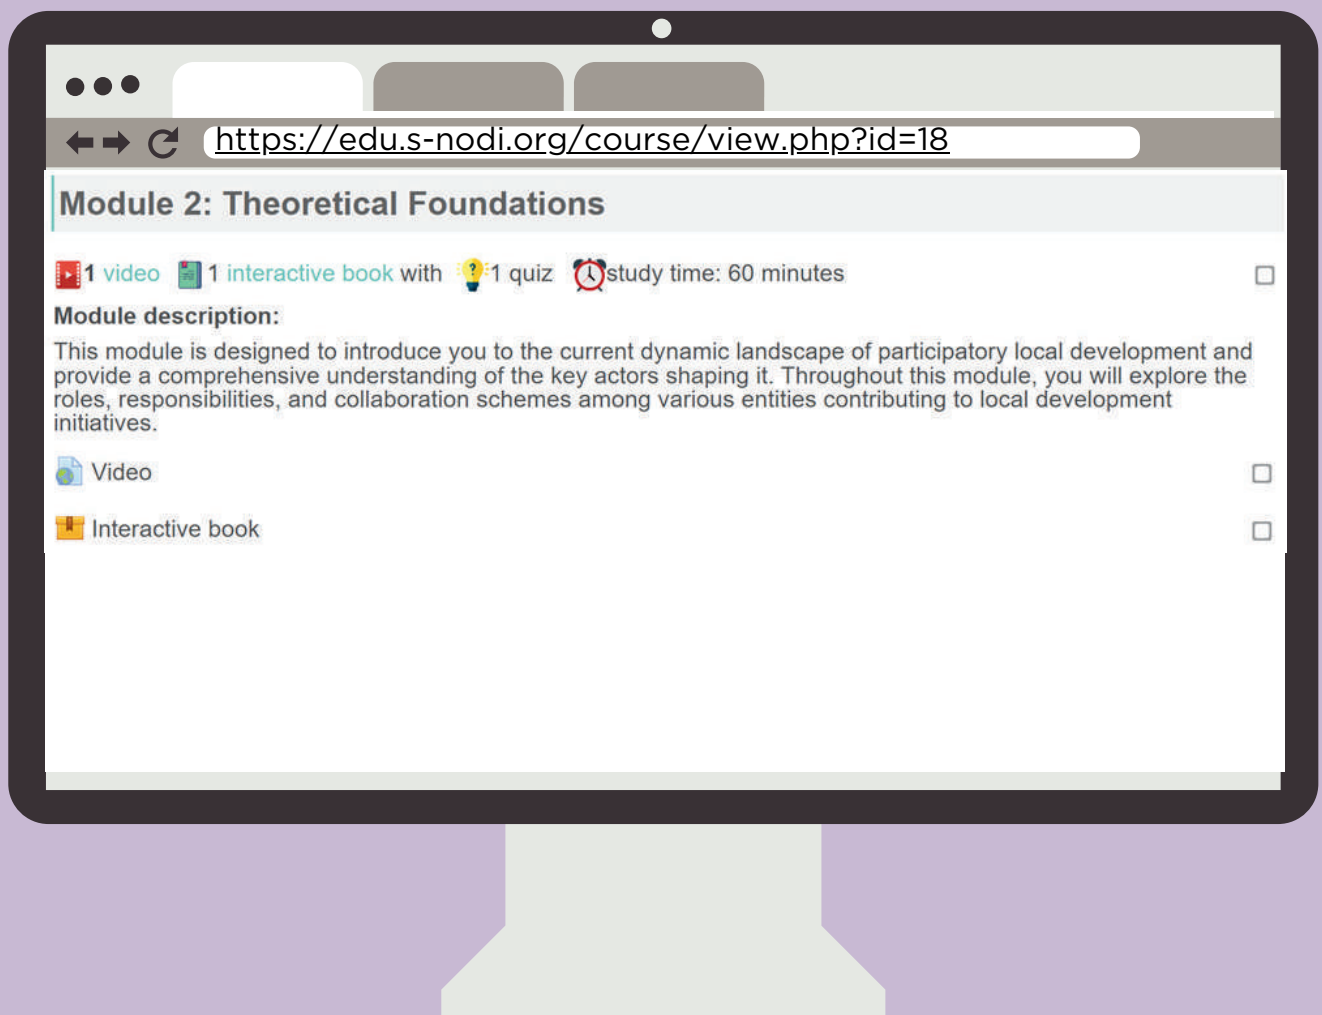 https://edu.s-nodi.org/course/view.php?id=18
Module 2: Theoretical Foundations
1 video 1 interactive book with ? 1 quiz study time: 60 minutes
Module description:
This module is designed to introduce you to the current dynamic landscape of participatory local development and
provide a comprehensive understanding of the key actors shaping it. Throughout this module, you will explore the
roles, responsibilities, and collaboration schemes among various entities contributing to local development
initiatives.
Video
Interactive book